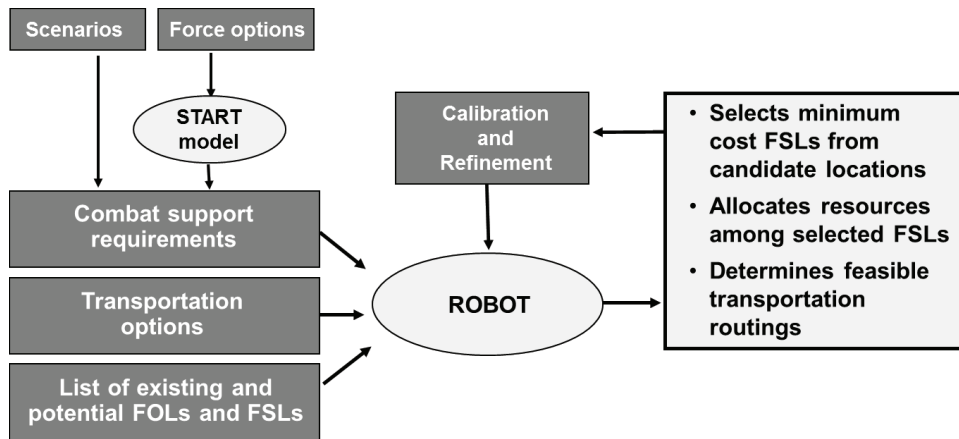 Scenarios
Force options
START
model
Combat support
requirements
Transportation
options
List of existing and
potential FOLs and FSLs
Calibration
and
Refinement
ROBOT
• Selects minimum
cost FSLs from
candidate locations
• Allocates resources
among selected FSLs
• Determines feasible
transportation
routings